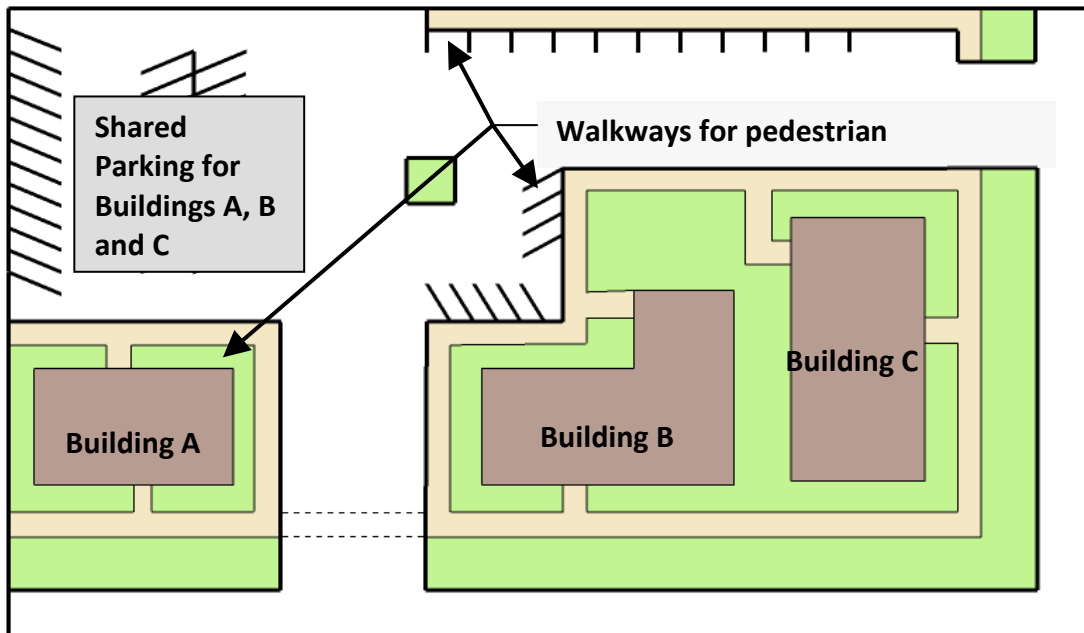 Shared
Parking for
Buildings A, B
and C
Walkways for pedestrian
Building A
Building B
Building C